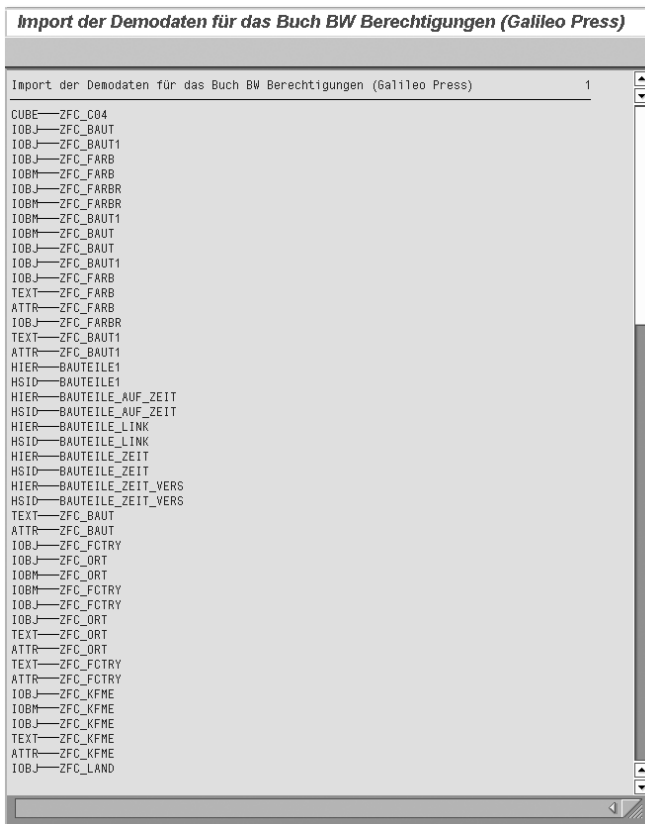 Import der Demodaten für das Buch BW Berechtigungen (Galileo Press)
Import der Demodaten für das Buch BW Berechtigungen (Galileo Press) 1
CUBE──ZFC_C04
IOBJ──ZFC_BAUT
IOBJ──ZFC_BAUT1
IOBJ──ZFC_FARB
IOBM──ZFC_FARB
IOBJ──ZFC_FARBR
IOBM──ZFC_FARBR
IOBM──ZFC_BAUT1
IOBM──ZFC_BAUT
IOBJ──ZFC_BAUT
IOBJ──ZFC_BAUT1
IOBJ──ZFC_FARB
TEXT──ZFC_FARB
ATTR──ZFC_FARB
IOBJ──ZFC_FARBR
TEXT──ZFC_BAUT1
ATTR──ZFC_BAUT1
HIER──BAUTEILE1
HSID──BAUTEILE1
HIER──BAUTEILE_AUF_ZEIT
HSID──BAUTEILE_AUF_ZEIT
HIER──BAUTEILE_LINK
HSID──BAUTEILE_LINK
HIER──BAUTEILE_ZEIT
HSID──BAUTEILE_ZEIT
HIER──BAUTEILE_ZEIT_VERS
HSID──BAUTEILE_ZEIT_VERS
TEXT──ZFC_BAUT
ATTR──ZFC_BAUT
IOBJ──ZFC_FCTRY
IOBJ──ZFC_ORT
IOBM──ZFC_ORT
IOBM──ZFC_FCTRY
IOBJ──ZFC_FCTRY
IOBJ──ZFC_ORT
TEXT──ZFC_ORT
ATTR──ZFC_ORT
TEXT──ZFC_FCTRY
ATTR──ZFC_FCTRY
IOBJ──ZFC_KFME
IOBM──ZFC_KFME
IOBJ──ZFC_KFME
TEXT──ZFC_KFME
ATTR──ZFC_KFME
IOBJ──ZFC_LAND